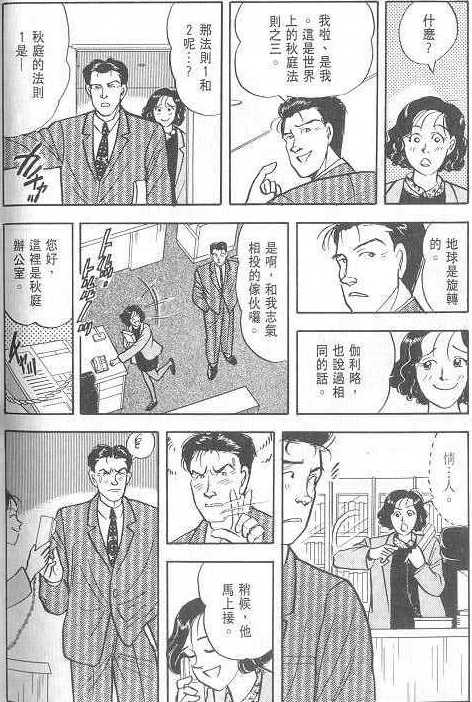 什麼？
我啦、是我
。這是世界
上的秋庭法
則之三。
那法則1和
2呢…？
秋庭的法則
1是—
ガチャ
地球是旋轉
的。
伽利略，
也說過相
同的話。
是啊，和我志氣
相投的傢伙囉。
您好，
這裡是秋庭
辦公室。
情…人。
稍候，他
馬上接。